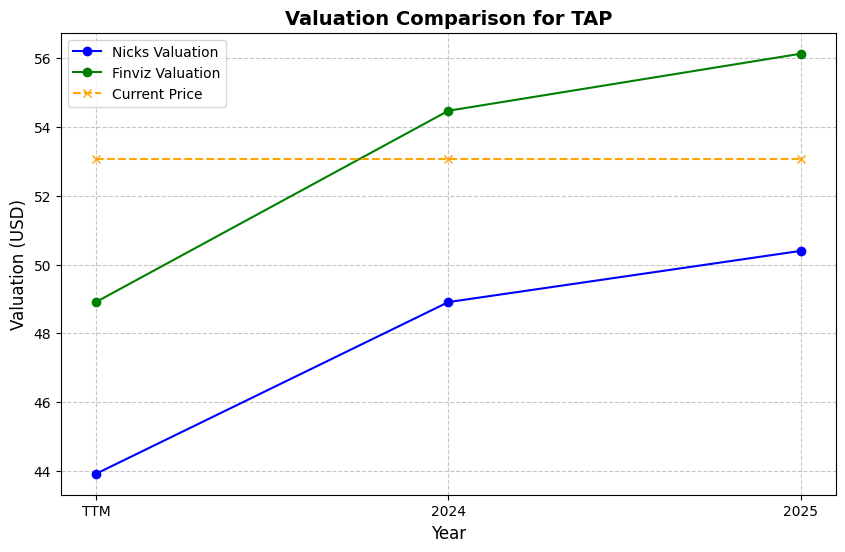 Valuation Comparison for TAP
Nicks Valuation
Finviz Valuation
Current Price
Valuation (USD)
56
54
52
50
48
46
44
TTM
2024
2025
Year